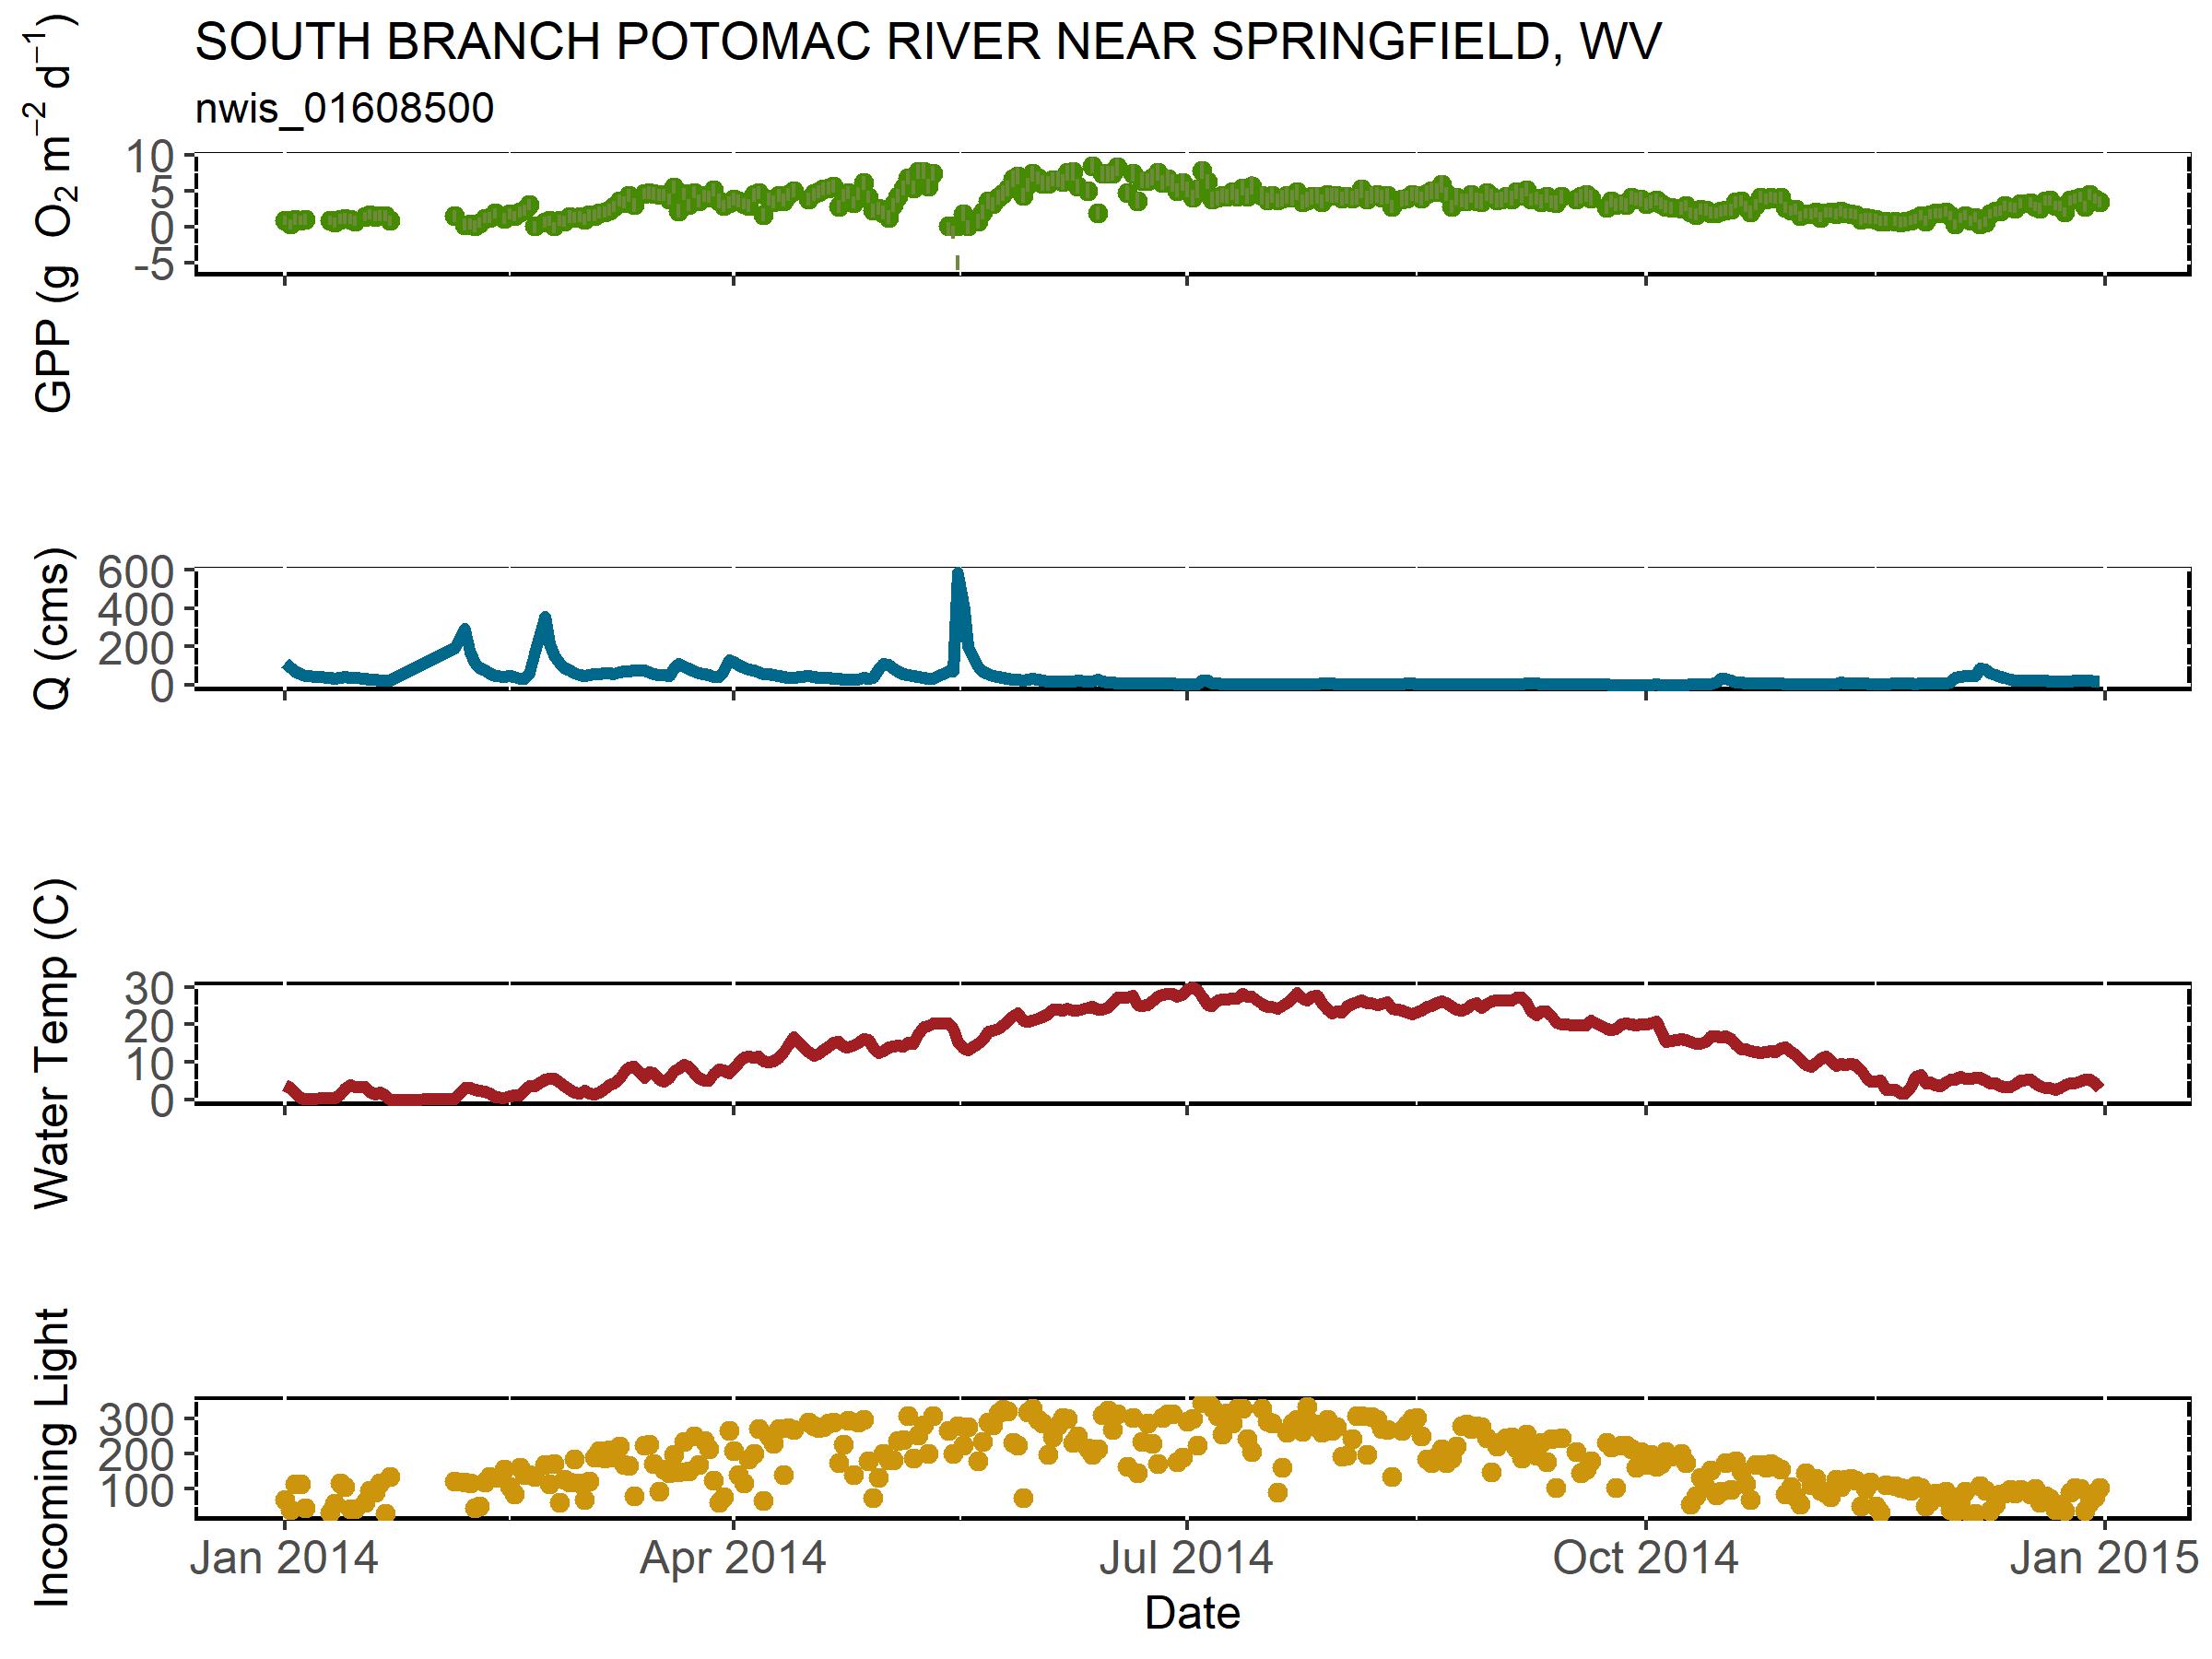 SOUTH BRANCH POTOMAC RIVER NEAR SPRINGFIELD, WV
nwis_01608500
GPP (g O₂ m⁻² d⁻¹)
10
5
0
-5
Q (cms)
600
400
200
0
Water Temp (C)
30
20
10
0
Incoming Light
300
200
100
Jan 2014 Apr 2014 Jul 2014 Oct 2014 Jan 2015
Date